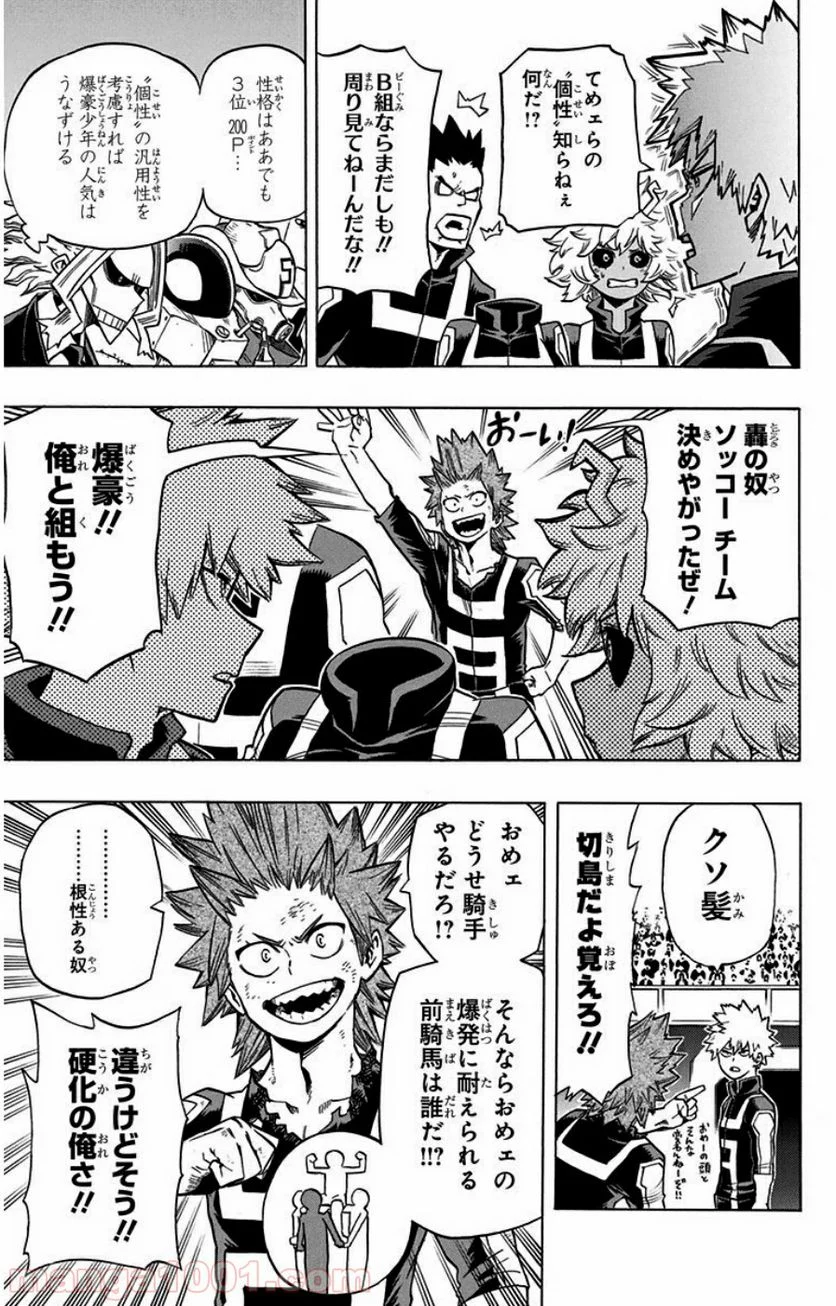 てめェらの
〝個性〟知らねぇ
何だ!?
B組ならまだしも!!
周り見てねーんだな!!
性格はああでも
3位200P…
〝個性〟の汎用性を
考慮すれば
爆豪少年の人気は
うなずける
轟の奴
ソッコー チーム
決めやがったぜ!
おーい!
爆豪!!
俺と組もう!!
クソ髪
切島だよ覚えろ!!
おめーの頭と
そんな
変わんねーぞ!!
おめェ
どうせ騎手
やるだろ!?
そんならおめェの
爆発に耐えられる
前騎馬は誰だ!!?
…………
根性ある奴
違うけどそう!!
硬化の俺さ!!
manga1001.com